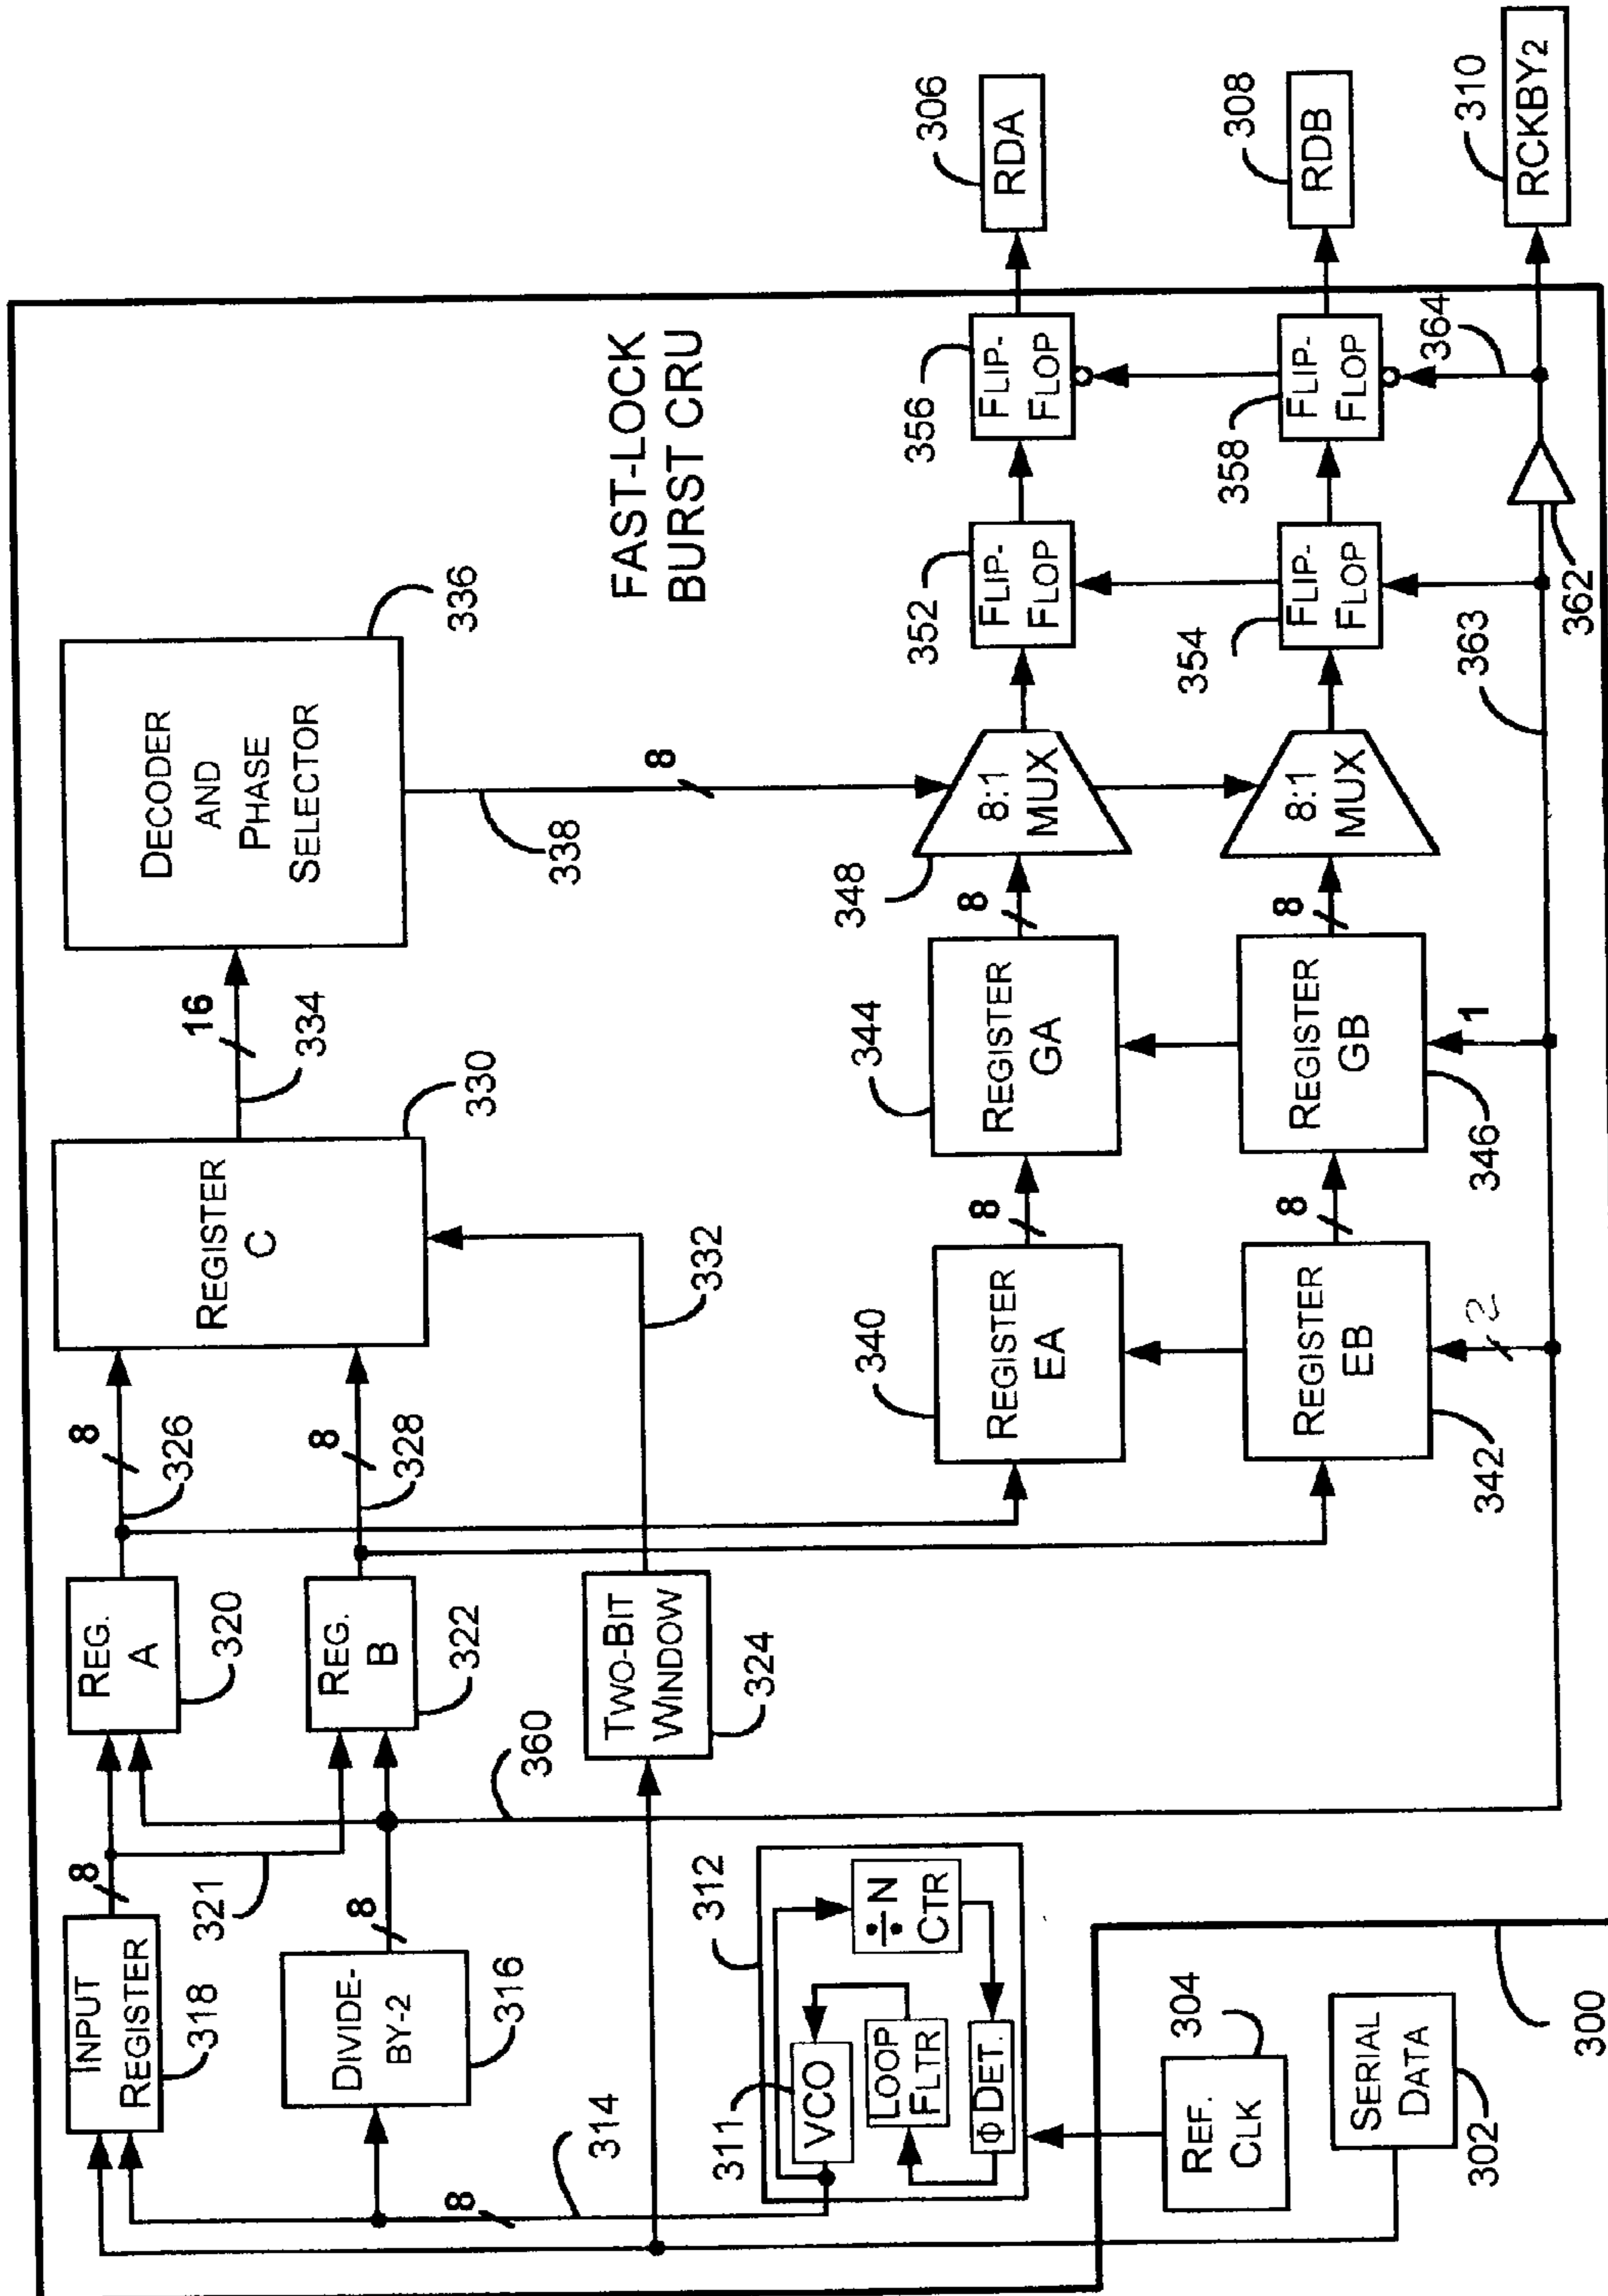 INPUT
REGISTER
318
8
321
REG.
A
320
8
326
REGISTER
C
330
16
334
DECODER
AND
PHASE
SELECTOR
336
DIVIDE-
BY-2
316
8
REG.
B
322
8
328
332
338
8
FAST-LOCK
BURST CRU
314
8
360
TWO-BIT
WINDOW
324
312
311
VCO
LOOP
FLTR
÷N
CTR
Φ DET.
340
REGISTER
EA
8
344
REGISTER
GA
8
348
8:1
MUX
352
FLIP-
FLOP
356
FLIP-
FLOP
306
RDA
REGISTER
EB
342
8
REGISTER
GB
346
8
8:1
MUX
354
FLIP-
FLOP
358
FLIP-
FLOP
308
RDB
2
1
363
362
364
310
RCKBY2
REF.
CLK
304
SERIAL
DATA
302
300